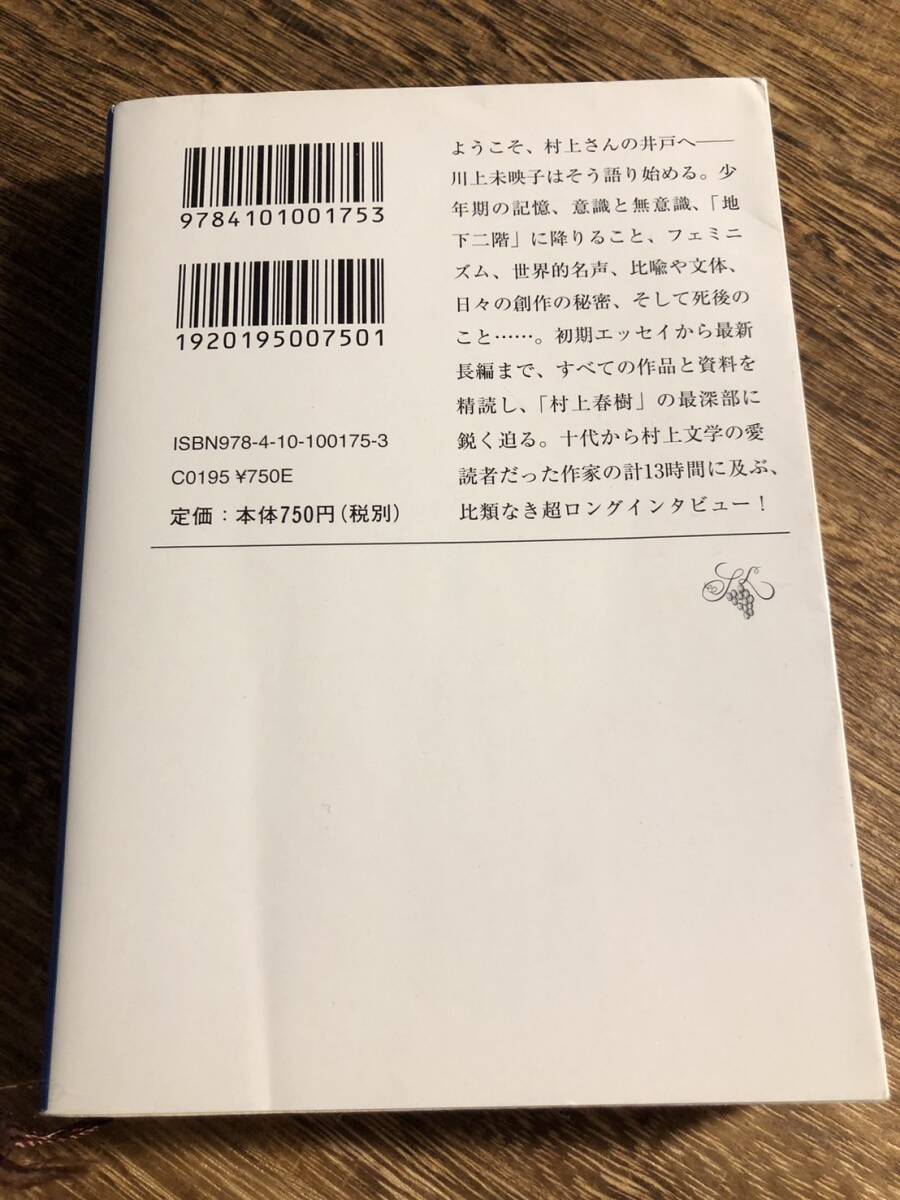 9784101001753
1920195007501
ISBN978-4-10-100175-3
C0195 ¥750E
定価：本体750円（税別）
ようこそ、村上さんの井戸へ──
川上未映子はそう語り始める。少
年期の記憶、意識と無意識、「地
下二階」に降りること、フェミニ
ズム、世界的名声、比喩や文体、
日々の創作の秘密、そして死後の
こと……。初期エッセイから最新
長編まで、すべての作品と資料を
精読し、「村上春樹」の最深部に
鋭く迫る。十代から村上文学の愛
読者だった作家の計13時間に及ぶ、
比類なき超ロングインタビュー！